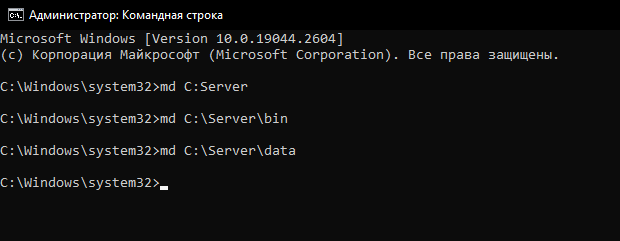 Администратор: Командная строка
Microsoft Windows [Version 10.0.19044.2604]
(c) Корпорация Майкрософт (Microsoft Corporation). Все права защищены.
C:\Windows\system32>md C:Server
C:\Windows\system32>md C:\Server\bin
C:\Windows\system32>md C:\Server\data
C:\Windows\system32>